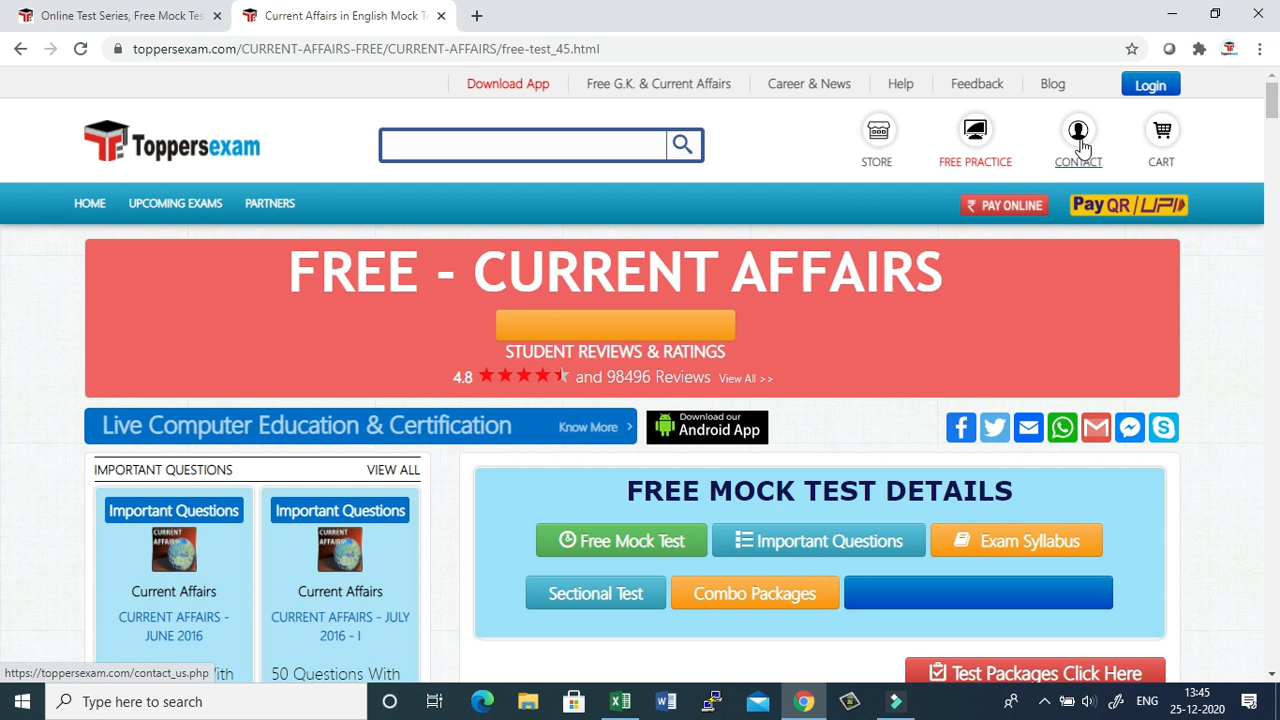 Online Test Series, Free Mock Tes
Current Affairs in English Mock T
toppersexam.com/CURRENT-AFFAIRS-FREE/CURRENT-AFFAIRS/free-test_45.html
Download App
Free G.K. & Current Affairs
Career & News
Help
Feedback
Blog
Login
Toppersexam
STORE
FREE PRACTICE
CONTACT
CART
HOME
UPCOMING EXAMS
PARTNERS
₹ PAY ONLINE
Pay QR/UPI
FREE - CURRENT AFFAIRS
STUDENT REVIEWS & RATINGS
4.8 and 98496 Reviews View All >>
Live Computer Education & Certification
Know More
Download our
Android App
IMPORTANT QUESTIONS
VIEW ALL
Important Questions
CURRENT
AFFAIRS
Current Affairs
CURRENT AFFAIRS -
JUNE 2016
Important Questions
CURRENT
AFFAIRS
Current Affairs
CURRENT AFFAIRS - JULY
2016 - I
50 Questions With
FREE MOCK TEST DETAILS
Free Mock Test
Important Questions
Exam Syllabus
Sectional Test
Combo Packages
Test Packages Click Here
https://toppersexam.com/contact_us.php
With
Type here to search
ENG
13:45
25-12-2020